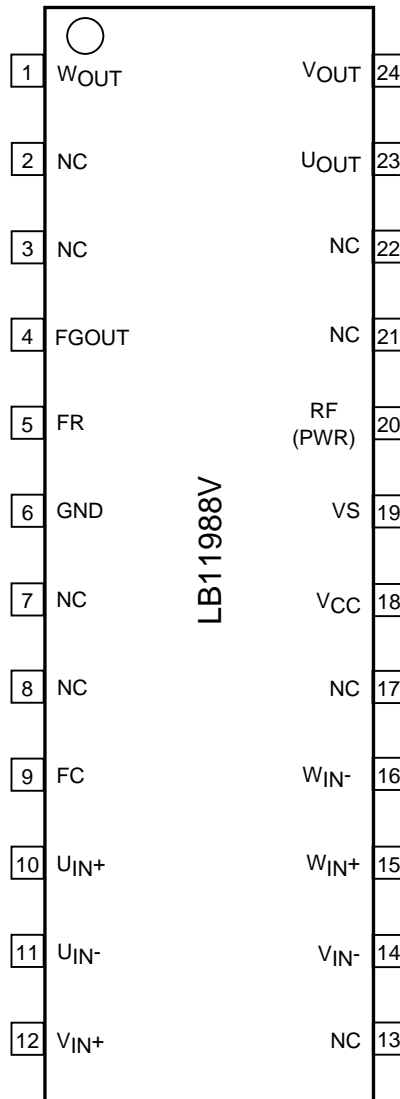 1 WOUT
2 NC
3 NC
4 FGOUT
5 FR
6 GND
7 NC
8 NC
9 FC
10 UIN+
11 UIN-
12 VIN+
LB11988V
VOUT 24
UOUT 23
NC 22
NC 21
RF
(PWR) 20
VS 19
VCC 18
NC 17
WIN- 16
WIN+ 15
VIN- 14
NC 13